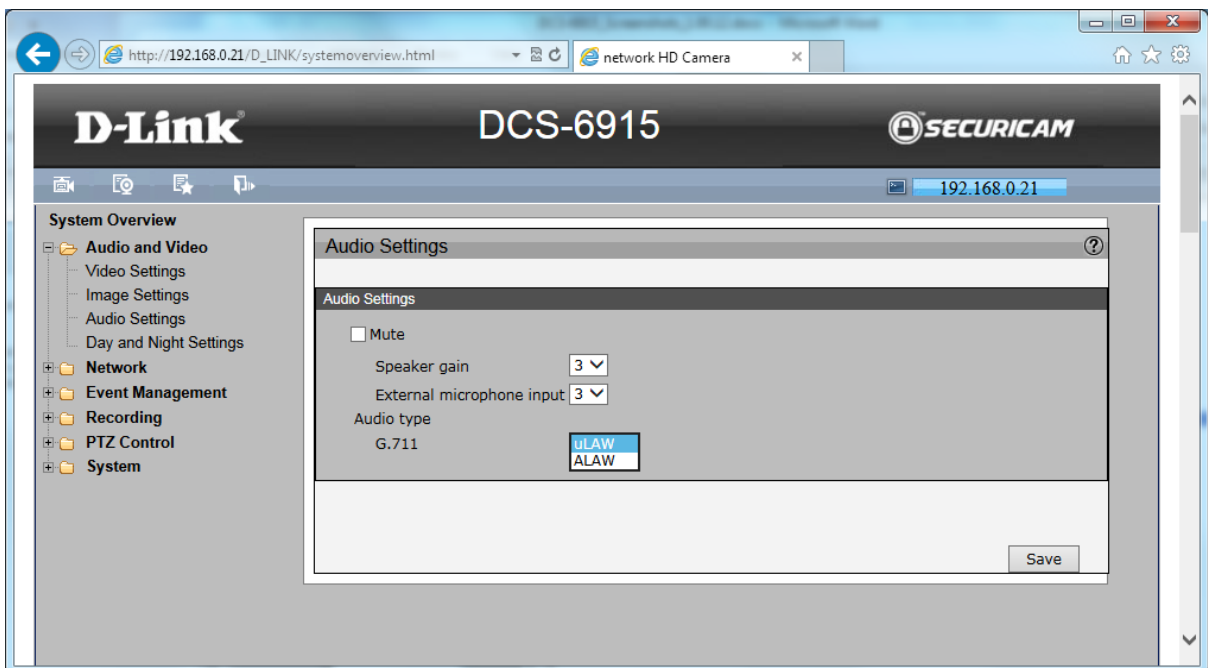 http://192.168.0.21/D_LINK/systemoverview.html
network HD Camera
D-Link®
DCS-6915
SECURICAM
192.168.0.21
System Overview
Audio and Video
Video Settings
Image Settings
Audio Settings
Day and Night Settings
Network
Event Management
Recording
PTZ Control
System
Audio Settings
?
Audio Settings
Mute
Speaker gain 3
External microphone input 3
Audio type
G.711 uLAW
ALAW
Save